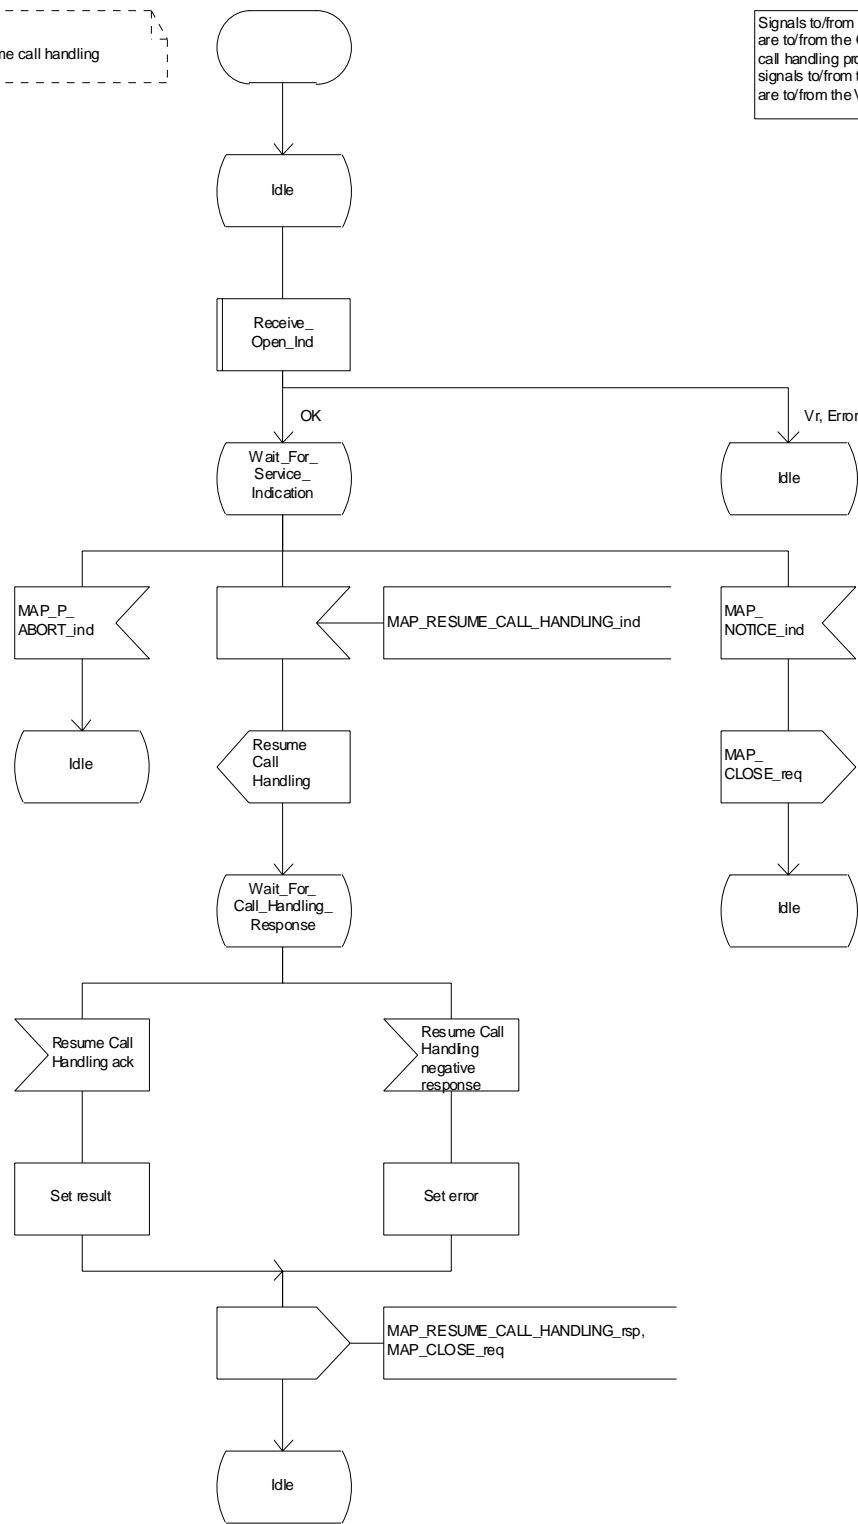 call handling
Signals to/from
are to/from the
call handling
signals to/from
are to/from the
Idle
Receive_
Open_Ind
OK
Vr, Error
Wait_For_
Service_
Indication
Idle
MAP_P_
ABORT_ind
MAP_RESUME_CALL_HANDLING_ind
MAP_
NOTICE_ind
Idle
Resume
Call
Handling
MAP_
CLOSE_req
Wait_For_
Call_Handling_
Response
Idle
Resume Call
Handling ack
Resume Call
Handling
negative
response
Set result
Set error
MAP_RESUME_CALL_HANDLING_rsp,
MAP_CLOSE_req
Idle